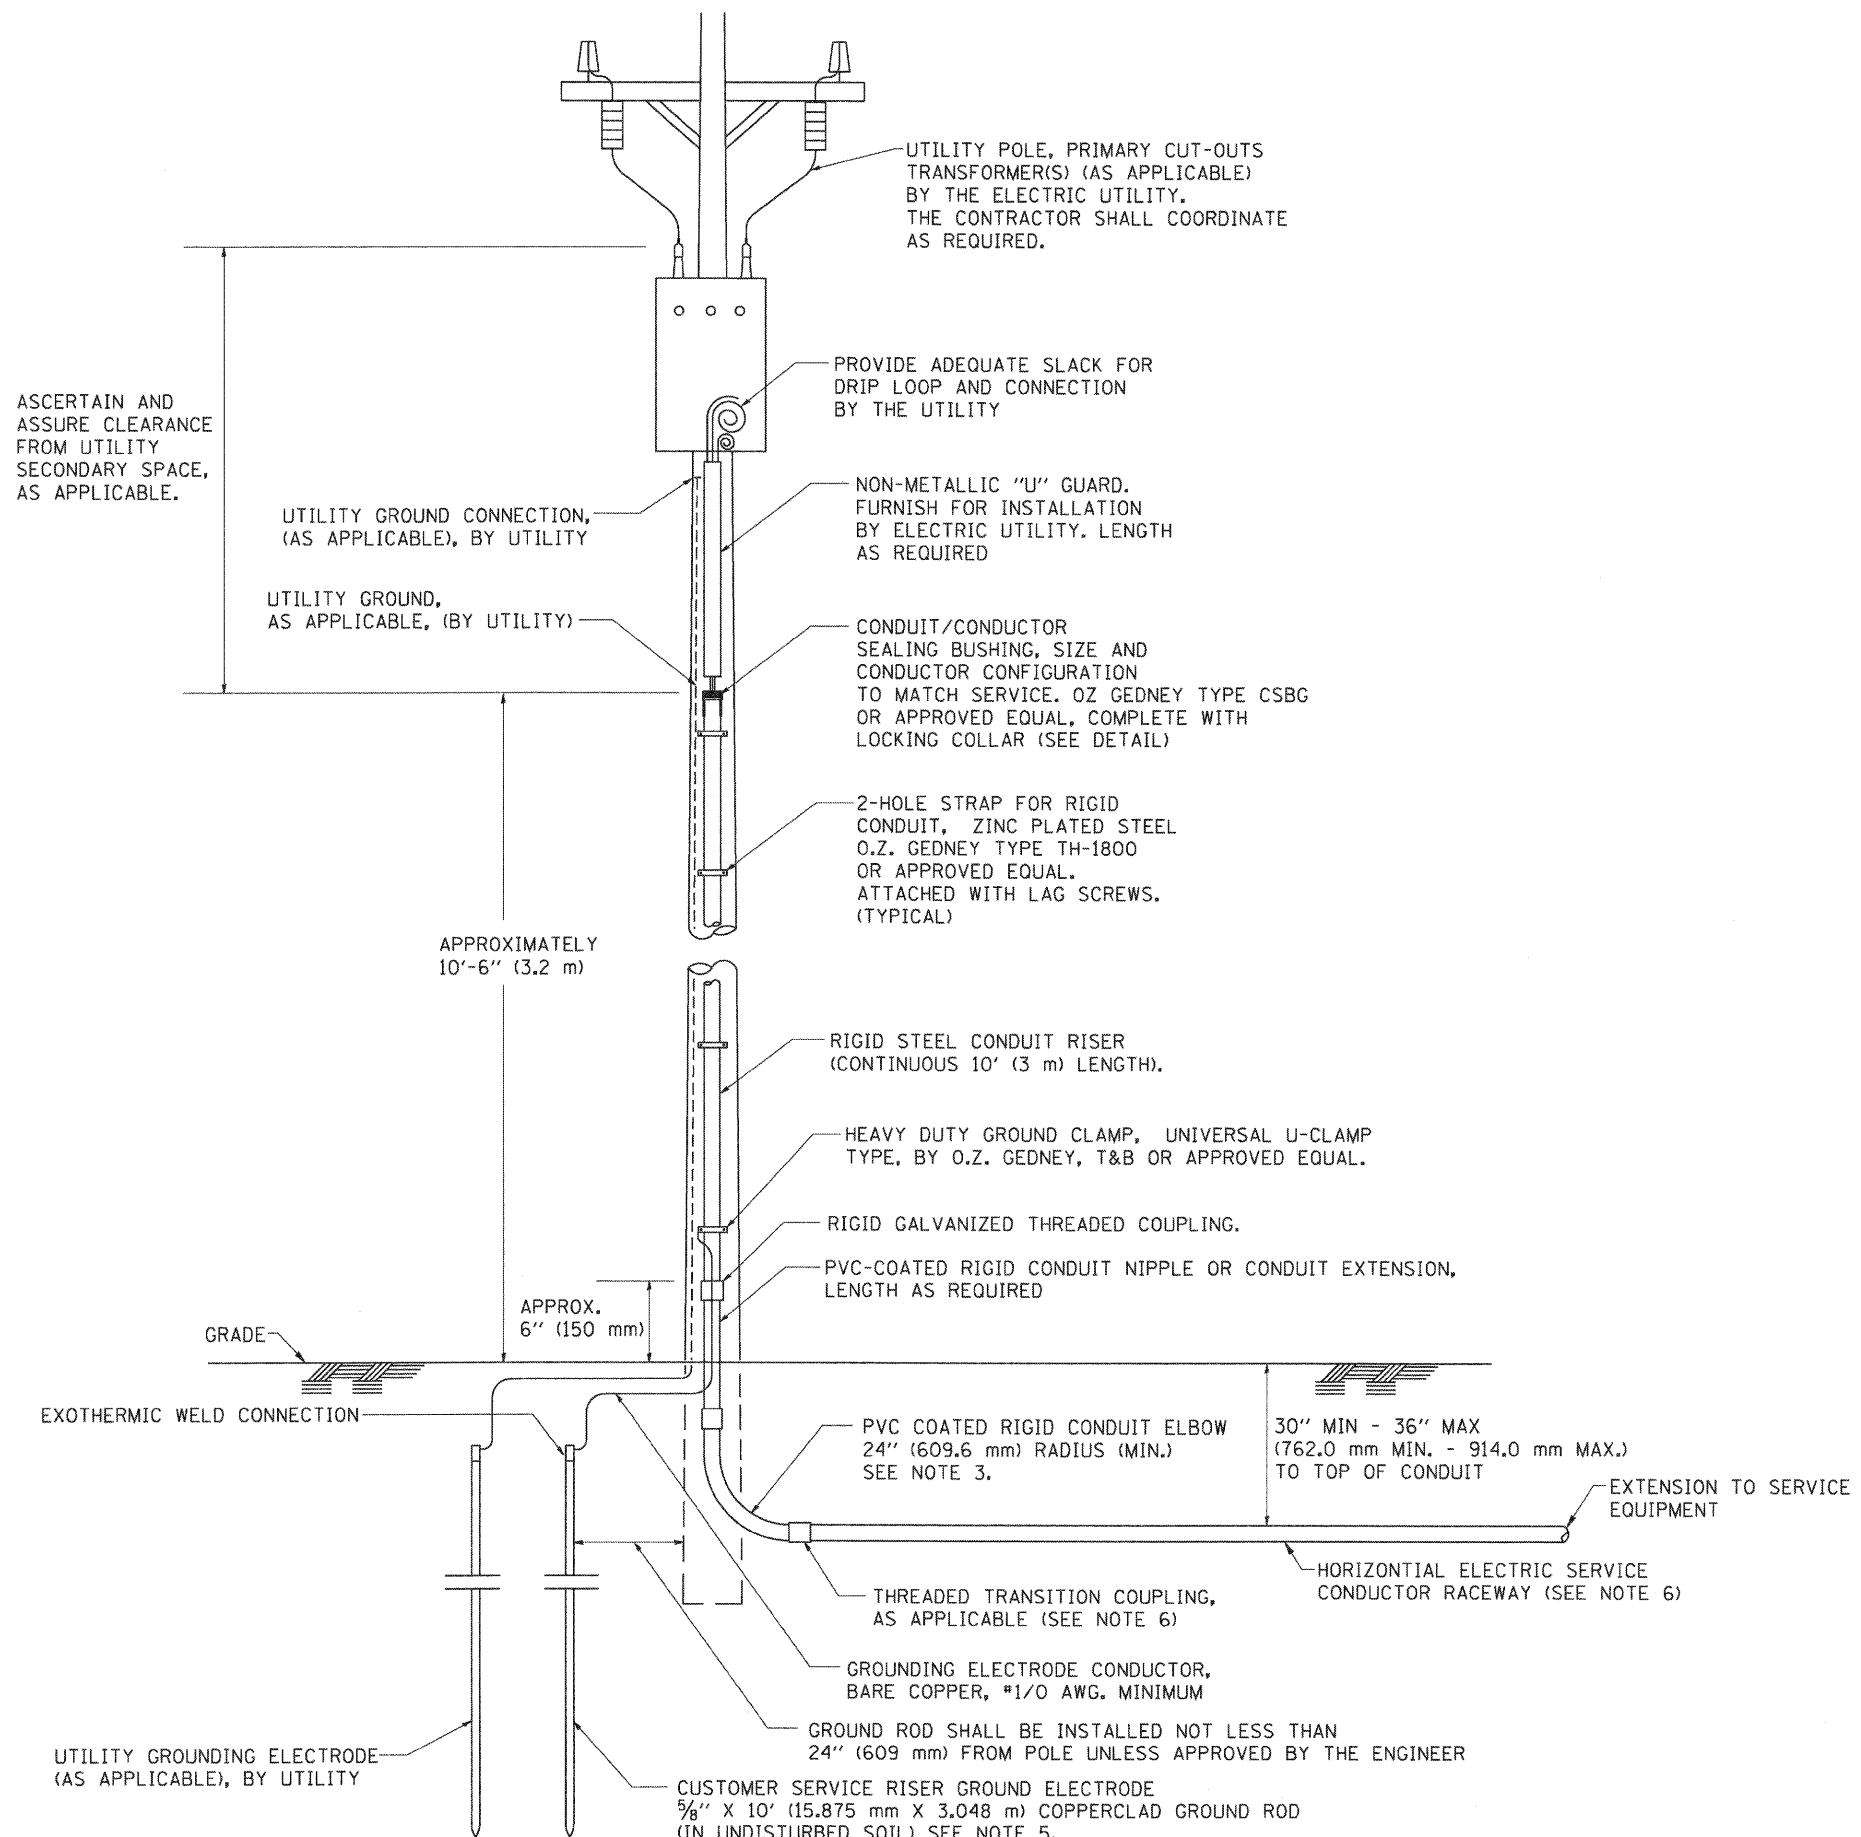 UTILITY POLE, PRIMARY CUT-OUTS
TRANSFORMER(S) (AS APPLICABLE)
BY THE ELECTRIC UTILITY.
THE CONTRACTOR SHALL COORDINATE
AS REQUIRED.
PROVIDE ADEQUATE SLACK FOR
DRIP LOOP AND CONNECTION
BY THE UTILITY
ASCERTAIN AND
ASSURE CLEARANCE
FROM UTILITY
SECONDARY SPACE,
AS APPLICABLE.
NON-METALLIC "U" GUARD.
FURNISH FOR INSTALLATION
BY ELECTRIC UTILITY. LENGTH
AS REQUIRED
UTILITY GROUND CONNECTION,
(AS APPLICABLE), BY UTILITY
UTILITY GROUND,
AS APPLICABLE, (BY UTILITY)
CONDUIT/CONDUCTOR
SEALING BUSHING, SIZE AND
CONDUCTOR CONFIGURATION
TO MATCH SERVICE. OZ GEDNEY TYPE CSBG
OR APPROVED EQUAL, COMPLETE WITH
LOCKING COLLAR (SEE DETAIL)
2-HOLE STRAP FOR RIGID
CONDUIT, ZINC PLATED STEEL
O.Z. GEDNEY TYPE TH-1800
OR APPROVED EQUAL.
ATTACHED WITH LAG SCREWS.
(TYPICAL)
APPROXIMATELY
10'-6" (3.2 m)
RIGID STEEL CONDUIT RISER
(CONTINUOUS 10' (3 m) LENGTH).
HEAVY DUTY GROUND CLAMP, UNIVERSAL U-CLAMP
TYPE, BY O.Z. GEDNEY, T&B OR APPROVED EQUAL.
RIGID GALVANIZED THREADED COUPLING.
PVC-COATED RIGID CONDUIT NIPPLE OR CONDUIT EXTENSION,
LENGTH AS REQUIRED
APPROX.
6" (150 mm)
GRADE
EXOTHERMIC WELD CONNECTION
PVC COATED RIGID CONDUIT ELBOW
24" (609.6 mm) RADIUS (MIN.)
SEE NOTE 3.
30" MIN - 36" MAX
(762.0 mm MIN. - 914.0 mm MAX.)
TO TOP OF CONDUIT
EXTENSION TO SERVICE
EQUIPMENT
HORIZONTIAL ELECTRIC SERVICE
CONDUCTOR RACEWAY (SEE NOTE 6)
THREADED TRANSITION COUPLING,
AS APPLICABLE (SEE NOTE 6)
GROUNDING ELECTRODE CONDUCTOR,
BARE COPPER, #1/0 AWG. MINIMUM
GROUND ROD SHALL BE INSTALLED NOT LESS THAN
24" (609 mm) FROM POLE UNLESS APPROVED BY THE ENGINEER
UTILITY GROUNDING ELECTRODE
(AS APPLICABLE), BY UTILITY
CUSTOMER SERVICE RISER GROUND ELECTRODE
5/8" X 10' (15.875 mm X 3.048 m) COPPERCLAD GROUND ROD
(IN UNDISTURBED SOIL) SEE NOTE 5.